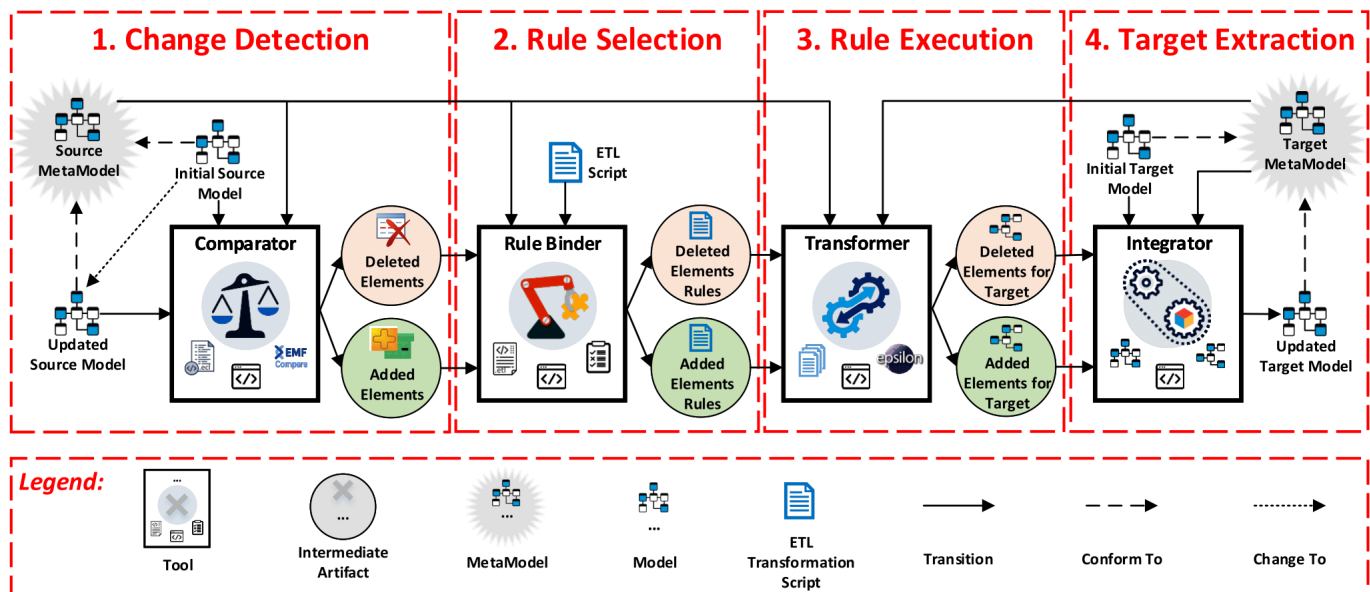 1. Change Detection
2. Rule Selection
3. Rule Execution
4. Target Extraction
Source
MetaModel
Initial Source
Model
Updated
Source Model
Comparator
EMF
Compare
Deleted
Elements
Added
Elements
ETL
Script
Rule Binder
Deleted
Elements
Rules
Added
Elements
Rules
Transformer
epsilon
Deleted
Elements for
Target
Added
Elements for
Target
Initial Target
Model
Target
MetaModel
Integrator
Updated
Target Model
Legend:
...
Tool
...
Intermediate
Artifact
...
MetaModel
...
Model
ETL
Transformation
Script
Transition
Conform To
Change To